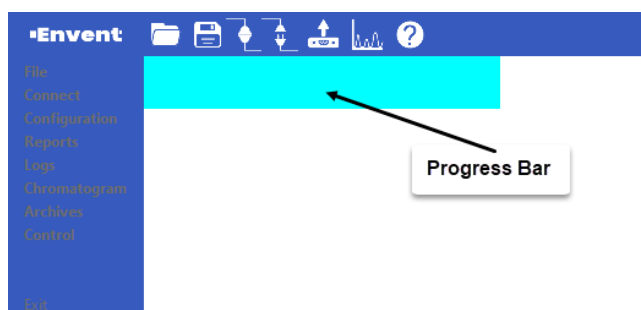 Envent
File
Connect
Configuration
Reports
Logs
Chromatogram
Archives
Control
Exit
Progress Bar